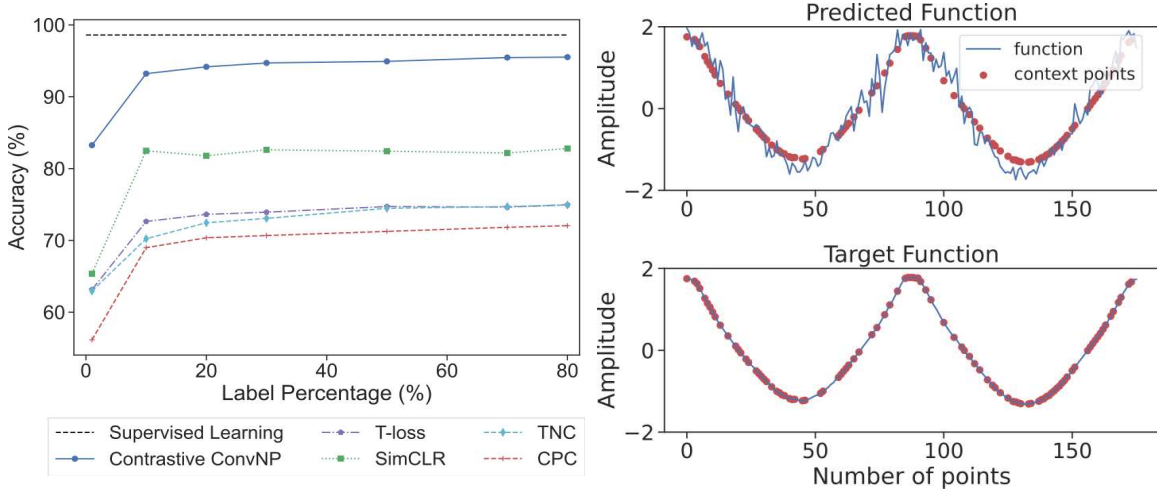 100
90
80
70
60
Accuracy (%)
0
20
40
60
80
Label Percentage (%)
Supervised Learning
Contrastive ConvNP
T-loss
SimCLR
TNC
CPC
Predicted Function
function
context points
2
0
−2
Amplitude
0
50
100
150
Target Function
2
0
−2
Amplitude
0
50
100
150
Number of points